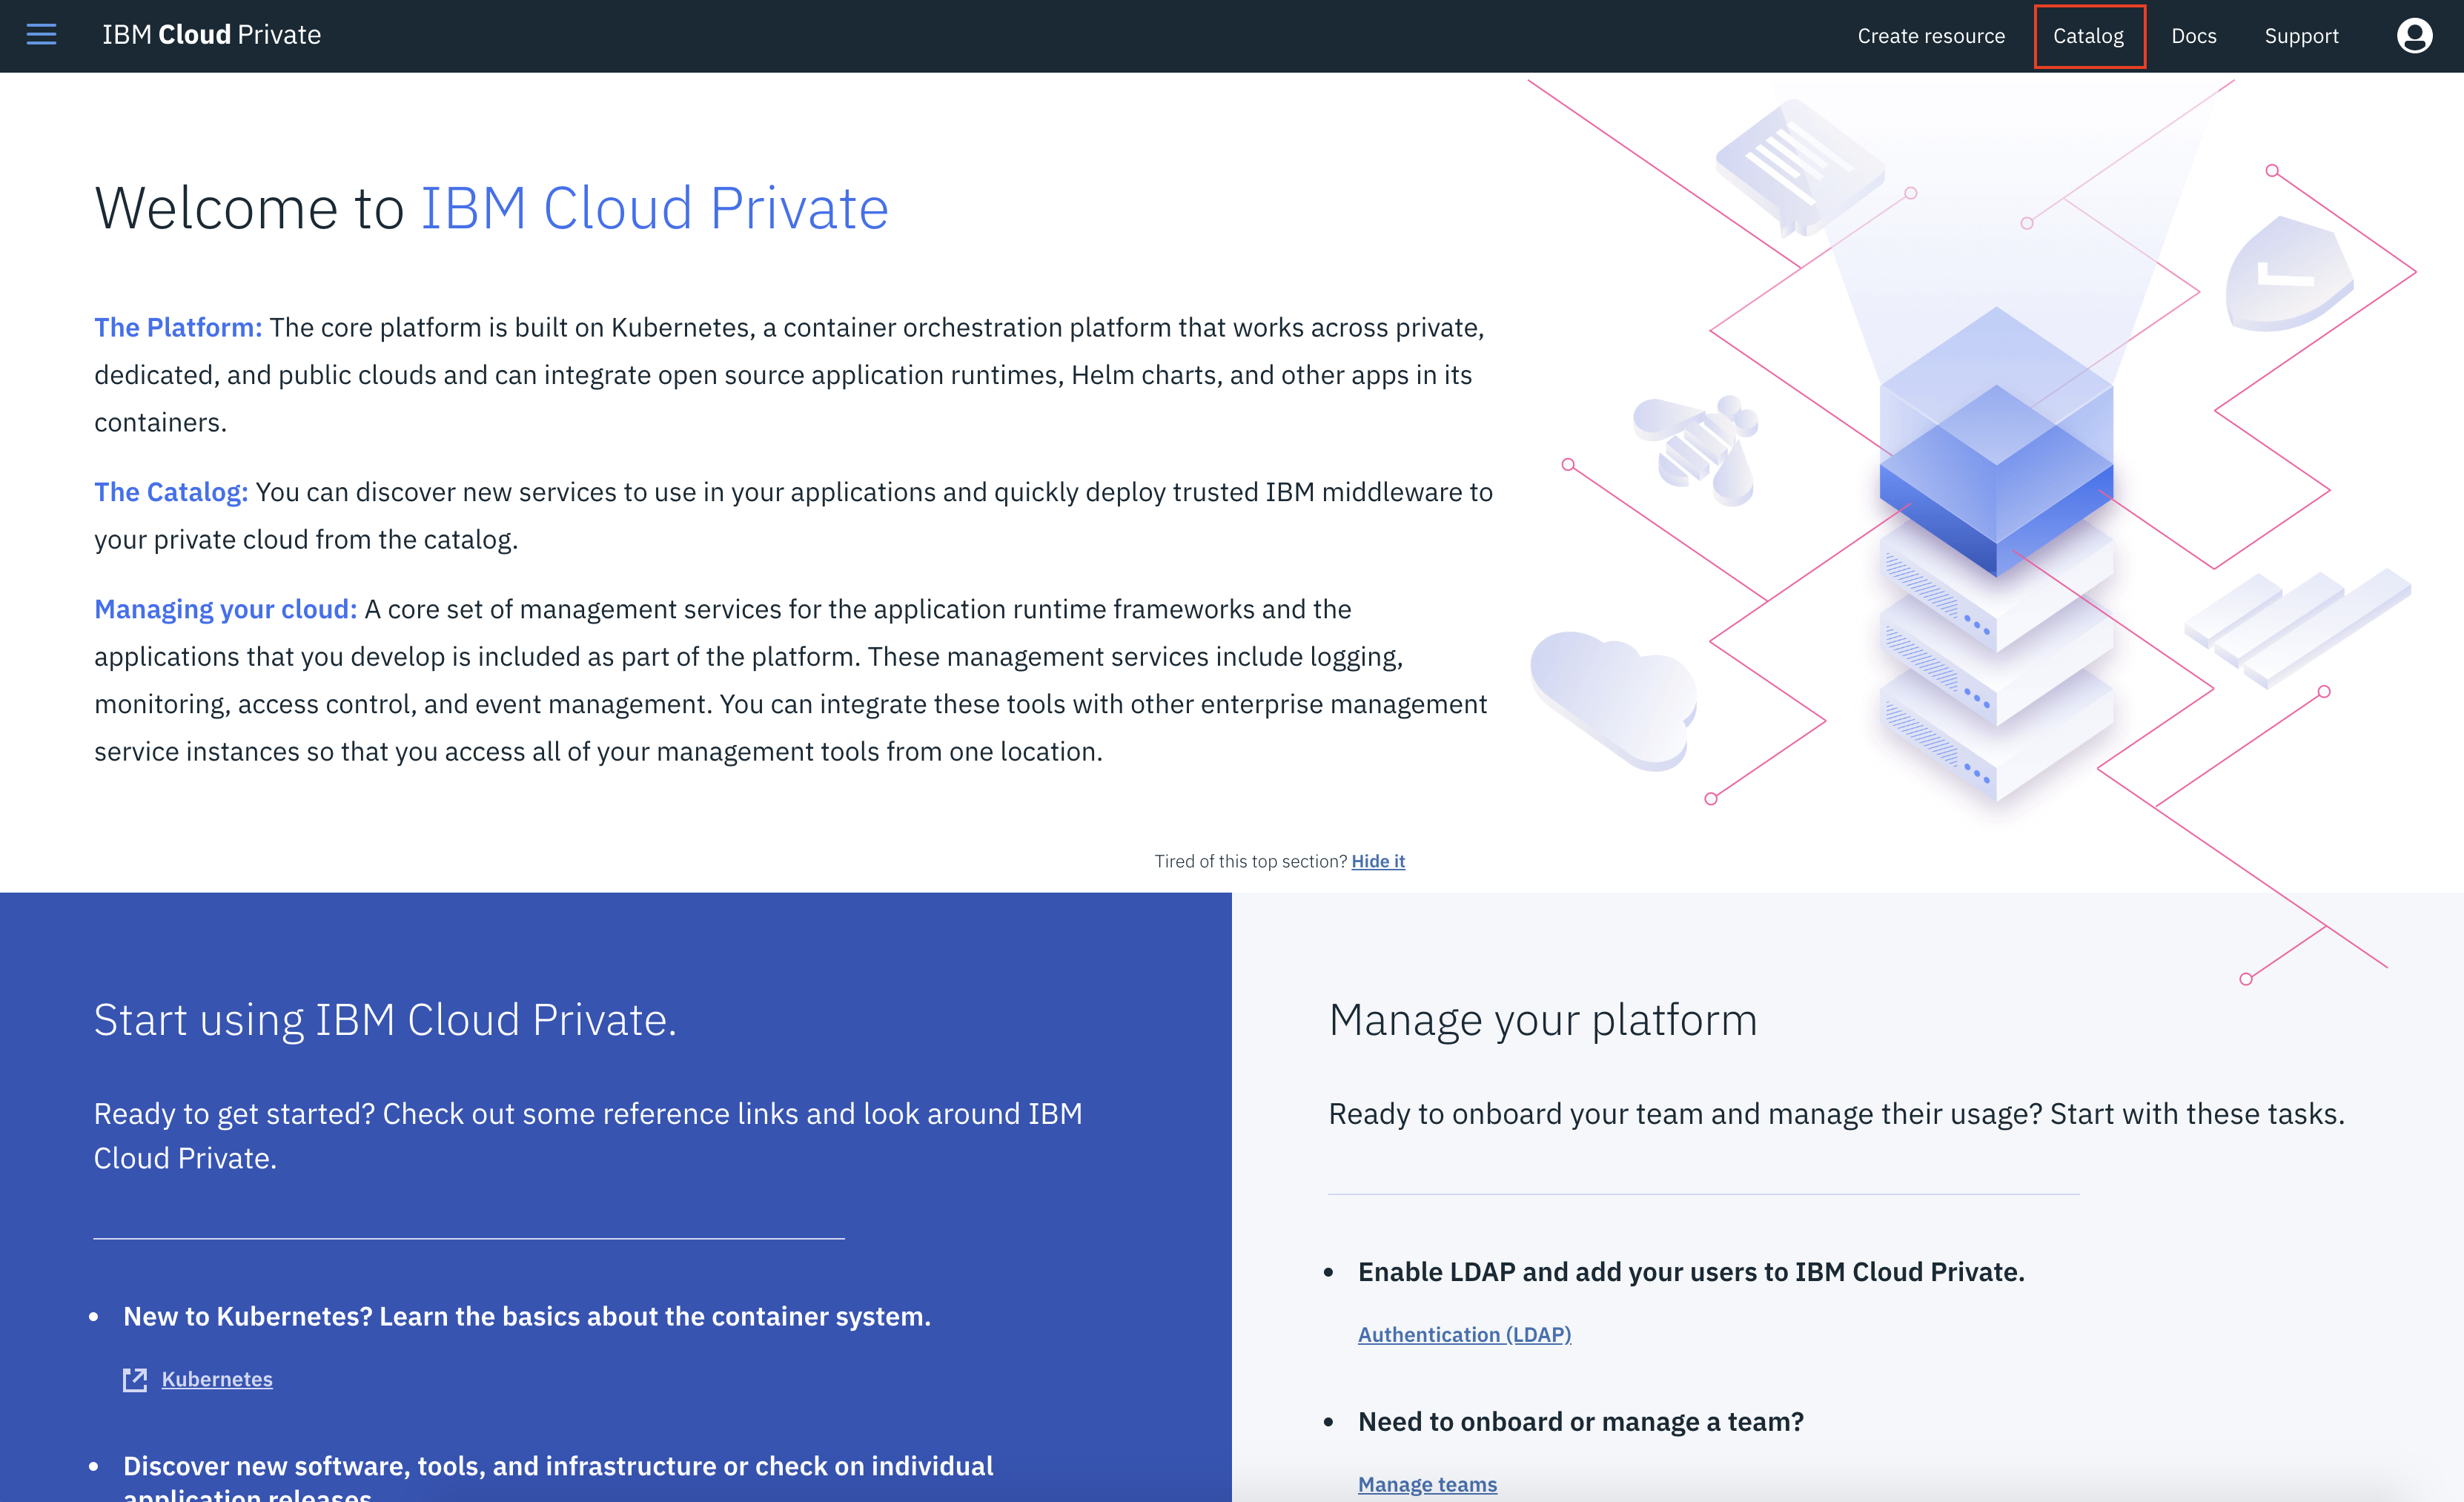 IBM Cloud Private
Create resource
Catalog
Docs
Support
Welcome to IBM Cloud Private
The Platform: The core platform is built on Kubernetes, a container orchestration platform that works across private,
dedicated, and public clouds and can integrate open source application runtimes, Helm charts, and other apps in its
containers.
The Catalog: You can discover new services to use in your applications and quickly deploy trusted IBM middleware to
your private cloud from the catalog.
Managing your cloud: A core set of management services for the application runtime frameworks and the
applications that you develop is included as part of the platform. These management services include logging,
monitoring, access control, and event management. You can integrate these tools with other enterprise management
service instances so that you access all of your management tools from one location.
Tired of this top section? Hide it
Start using IBM Cloud Private.
Ready to get started? Check out some reference links and look around IBM
Cloud Private.
• New to Kubernetes? Learn the basics about the container system.
Kubernetes
• Discover new software, tools, and infrastructure or check on individual
application releases.
Manage your platform
Ready to onboard your team and manage their usage? Start with these tasks.
• Enable LDAP and add your users to IBM Cloud Private.
Authentication (LDAP)
• Need to onboard or manage a team?
Manage teams